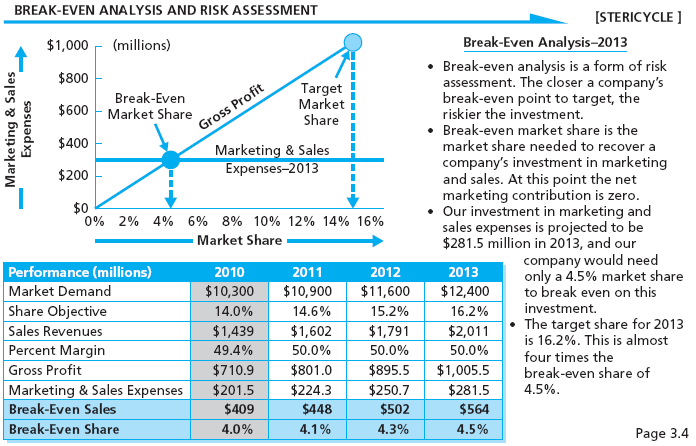 BREAK-EVEN ANALYSIS AND RISK ASSESSMENT
[STERICYCLE ]
Marketing & Sales
Expenses
$1,000 (millions)
$800
$600
$400
$200
$0
Break-Even
Market Share
Gross Profit
Target
Market
Share
Marketing & Sales
Expenses–2013
0% 2% 4% 6% 8% 10% 12% 14% 16%
Market Share
Break-Even Analysis–2013
• Break-even analysis is a form of risk
assessment. The closer a company's
break-even point to target, the
riskier the investment.
• Break-even market share is the
market share needed to recover a
company's investment in marketing
and sales. At this point the net
marketing contribution is zero.
• Our investment in marketing and
sales expenses is projected to be
$281.5 million in 2013, and our
company would need
only a 4.5% market share
to break even on this
investment.
• The target share for 2013
is 16.2%. This is almost
four times the
break-even share of
4.5%.
Performance (millions) 2010 2011 2012 2013
Market Demand $10,300 $10,900 $11,600 $12,400
Share Objective 14.0% 14.6% 15.2% 16.2%
Sales Revenues $1,439 $1,602 $1,791 $2,011
Percent Margin 49.4% 50.0% 50.0% 50.0%
Gross Profit $710.9 $801.0 $895.5 $1,005.5
Marketing & Sales Expenses $201.5 $224.3 $250.7 $281.5
Break-Even Sales $409 $448 $502 $564
Break-Even Share 4.0% 4.1% 4.3% 4.5%
Page 3.4